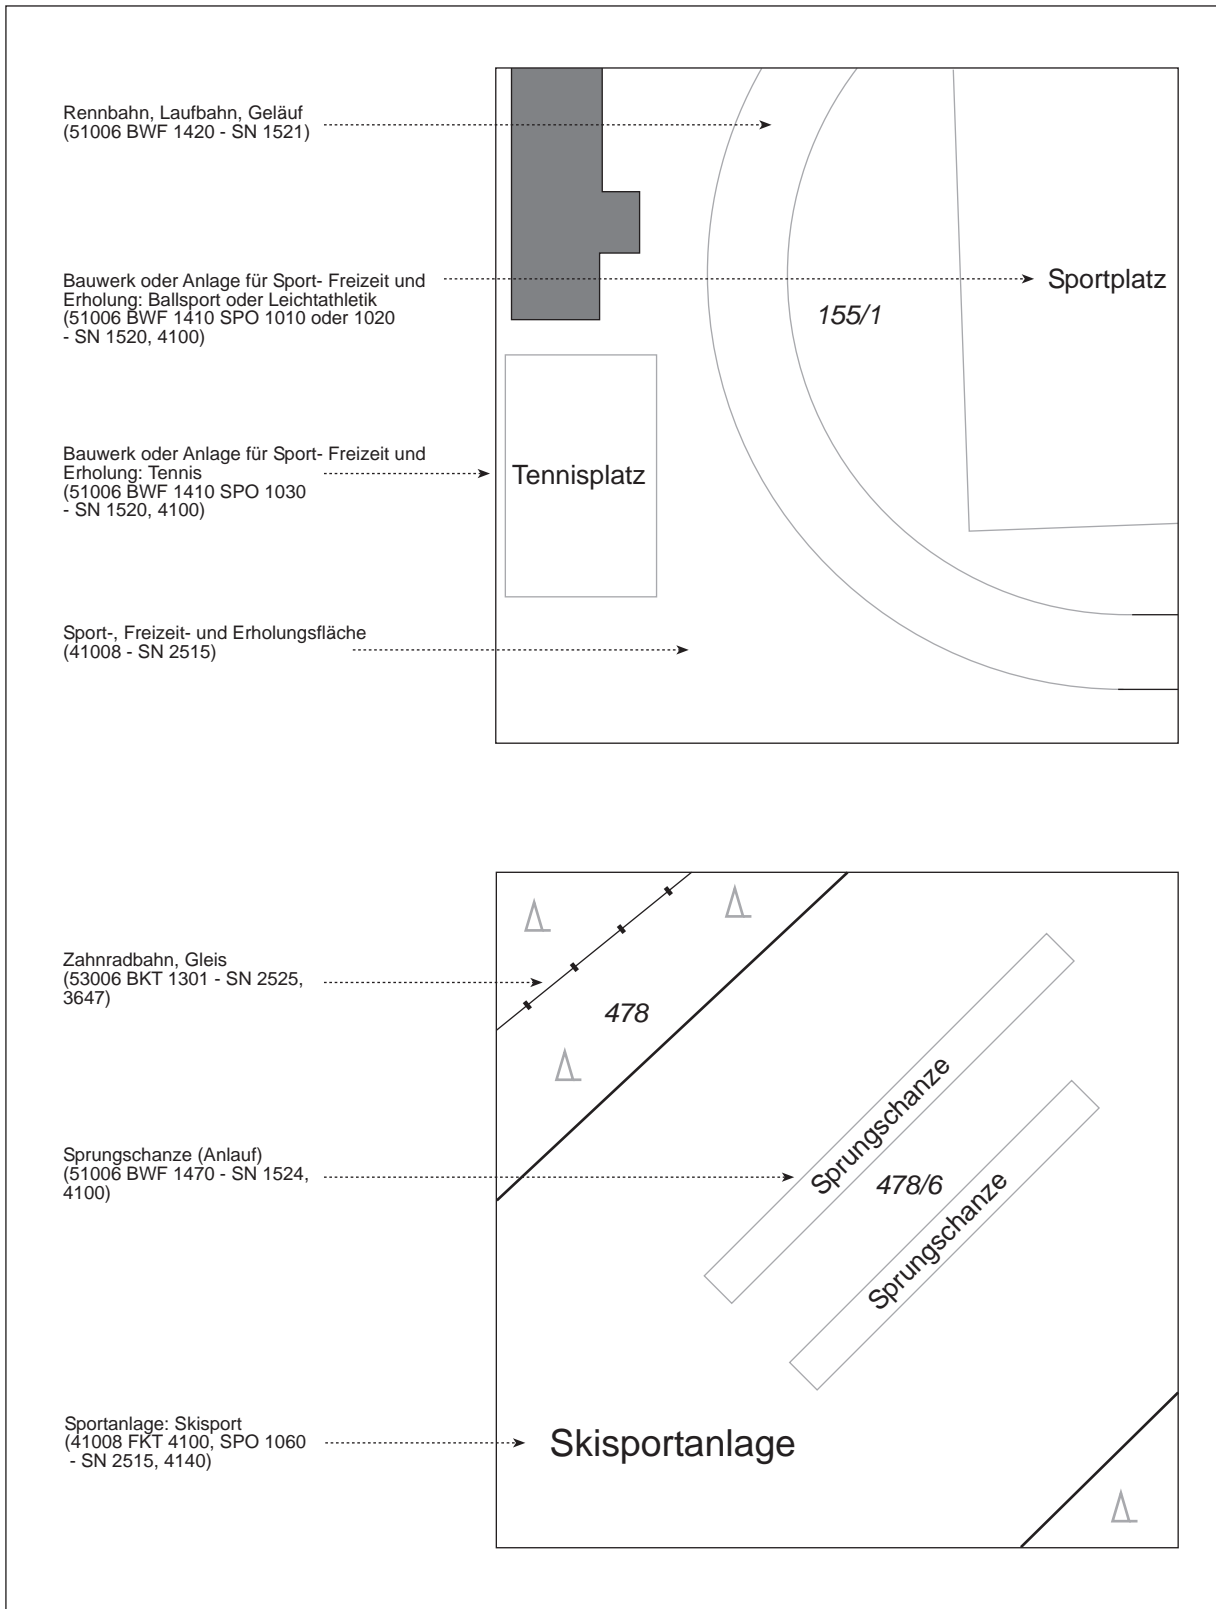 Rennbahn, Laufbahn, Geläuf
(51006 BWF 1420 - SN 1521)
Bauwerk oder Anlage für Sport- Freizeit und
Erholung: Ballsport oder Leichtathletik
(51006 BWF 1410 SPO 1010 oder 1020
- SN 1520, 4100)
Sportplatz
155/1
Bauwerk oder Anlage für Sport- Freizeit und
Erholung: Tennis
(51006 BWF 1410 SPO 1030
- SN 1520, 4100)
Tennisplatz
Sport-, Freizeit- und Erholungsfläche
(41008 - SN 2515)
Zahnradbahn, Gleis
(53006 BKT 1301 - SN 2525,
3647)
478
Sprungschanze (Anlauf)
(51006 BWF 1470 - SN 1524,
4100)
Sprungschanze
478/6
Sprungschanze
Sportanlage: Skisport
(41008 FKT 4100, SPO 1060
- SN 2515, 4140)
Skisportanlage